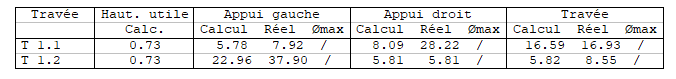 Travée Haut. utile Appui gauche Appui droit Travée
Calc. Calcul Réel Ømax Calcul Réel Ømax Calcul Réel Ømax
T 1.1 0.73 5.78 7.92 / 8.09 28.22 / 16.59 16.93 /
T 1.2 0.73 22.96 37.90 / 5.81 5.81 / 5.82 8.55 /